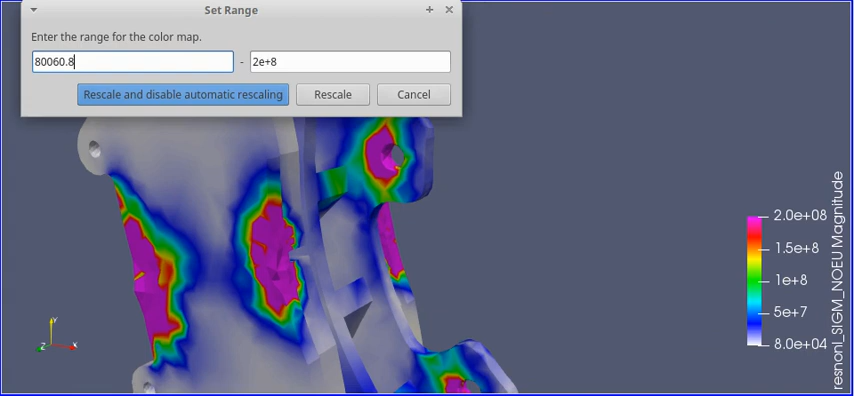 Set Range
Enter the range for the color map.
80060.8 - 2e+8
Rescale and disable automatic rescaling Rescale Cancel
2.0e+08
1.5e+8
1e+8
5e+7
8.0e+04
resnonl_SIGM_NOEU Magnitude
Y
Z X